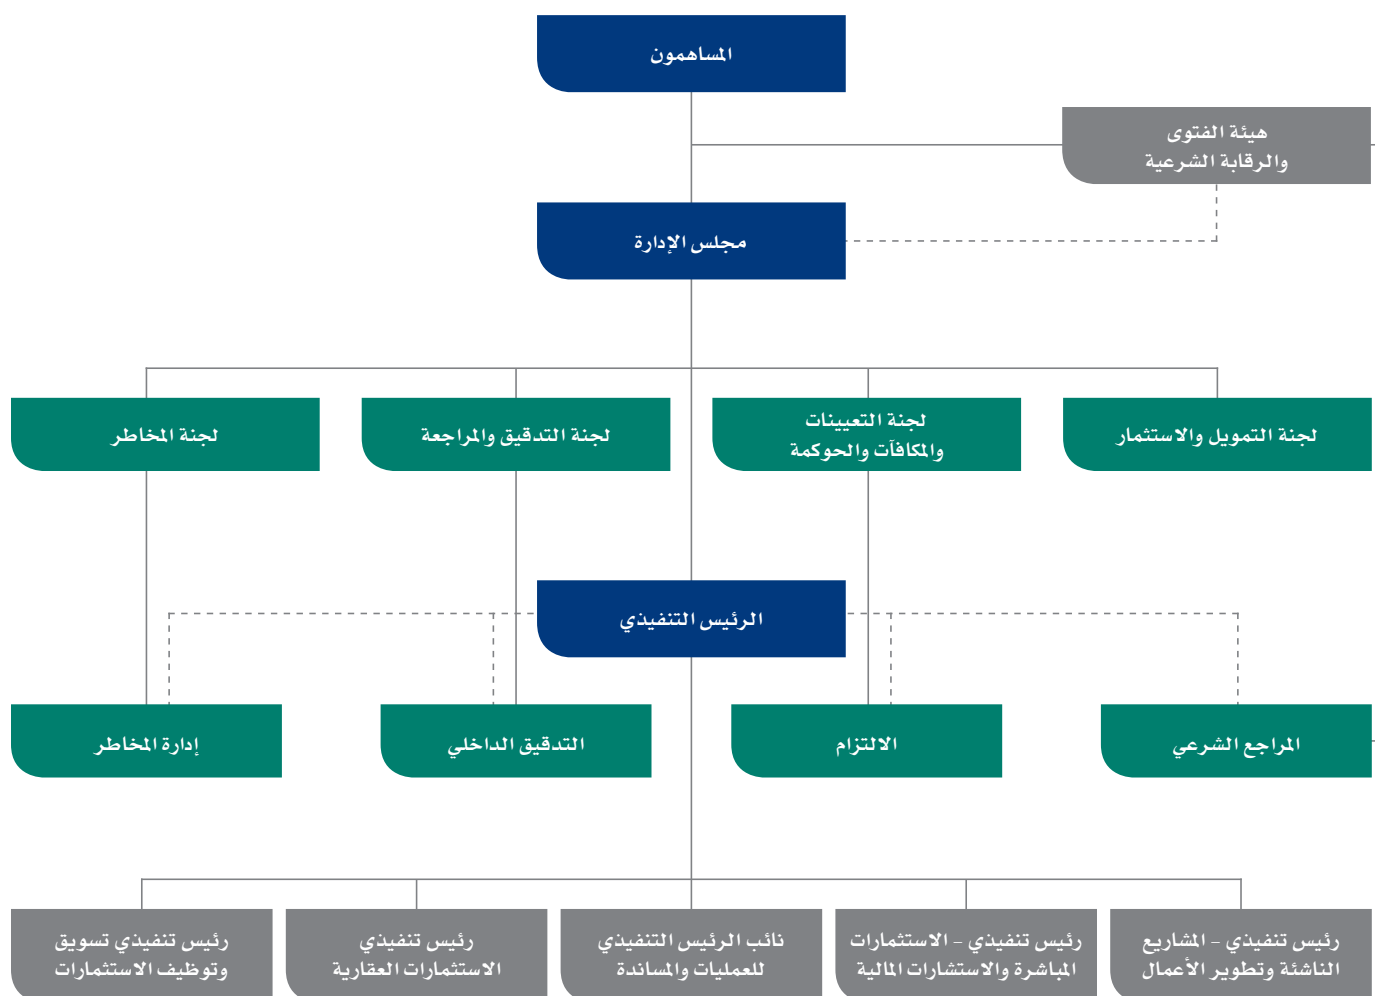 المساهمون
هيئة الفتوى
والرقابة الشرعية
مجلس الإدارة
لجنة التمويل والاستثمار
لجنة التعيينات
والمكافآت والحوكمة
لجنة التدقيق والمراجعة
لجنة المخاطر
الرئيس التنفيذي
المراجع الشرعي
الالتزام
التدقيق الداخلي
إدارة المخاطر
رئيس تنفيذي - المشاريع
الناشئة وتطوير الأعمال
رئيس تنفيذي - الاستثمارات
المباشرة والاستشارات المالية
نائب الرئيس التنفيذي
للعمليات والمساندة
رئيس تنفيذي
الاستثمارات العقارية
رئيس تنفيذي تسويق
وتوظيف الاستثمارات